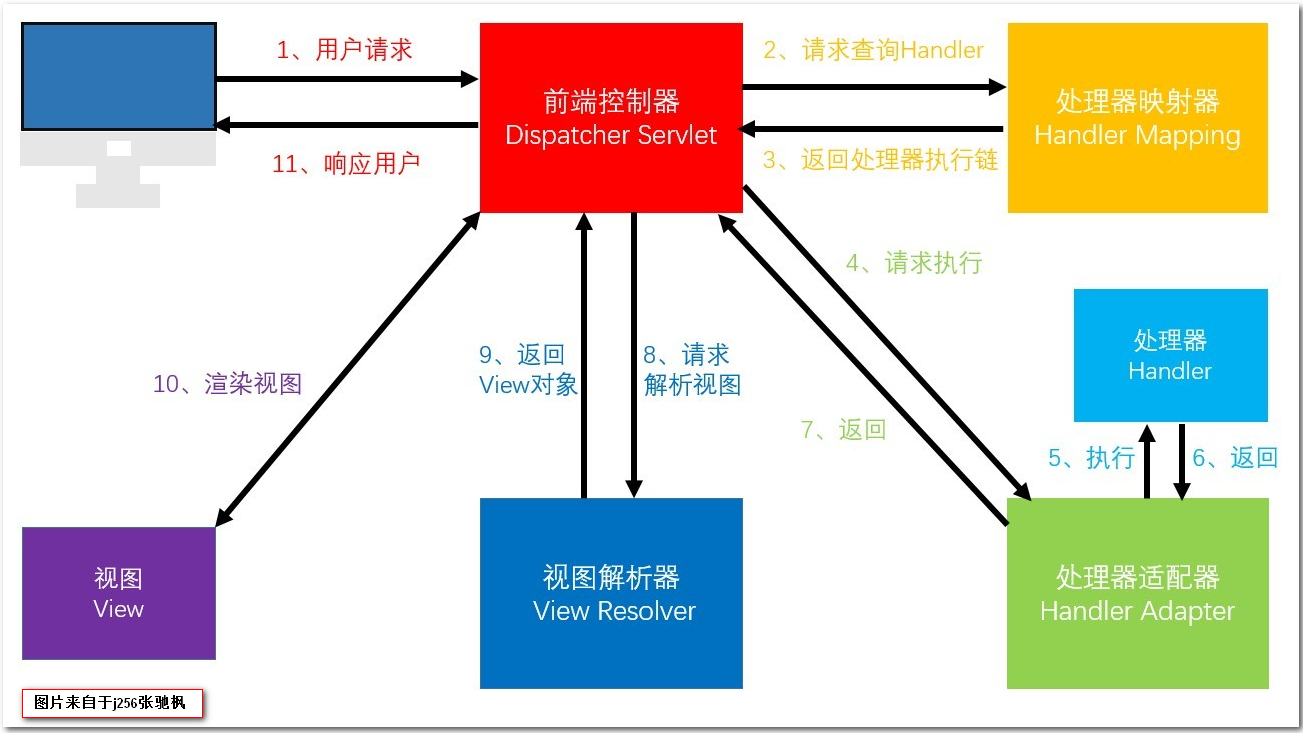 1、用户请求
11、响应用户
前端控制器
Dispatcher Servlet
2、请求查询Handler
3、返回处理器执行链
处理器映射器
Handler Mapping
4、请求执行
处理器
Handler
5、执行
6、返回
7、返回
处理器适配器
Handler Adapter
8、请求
解析视图
9、返回
View对象
视图解析器
View Resolver
10、渲染视图
视图
View
图片来自于j256张驰枫